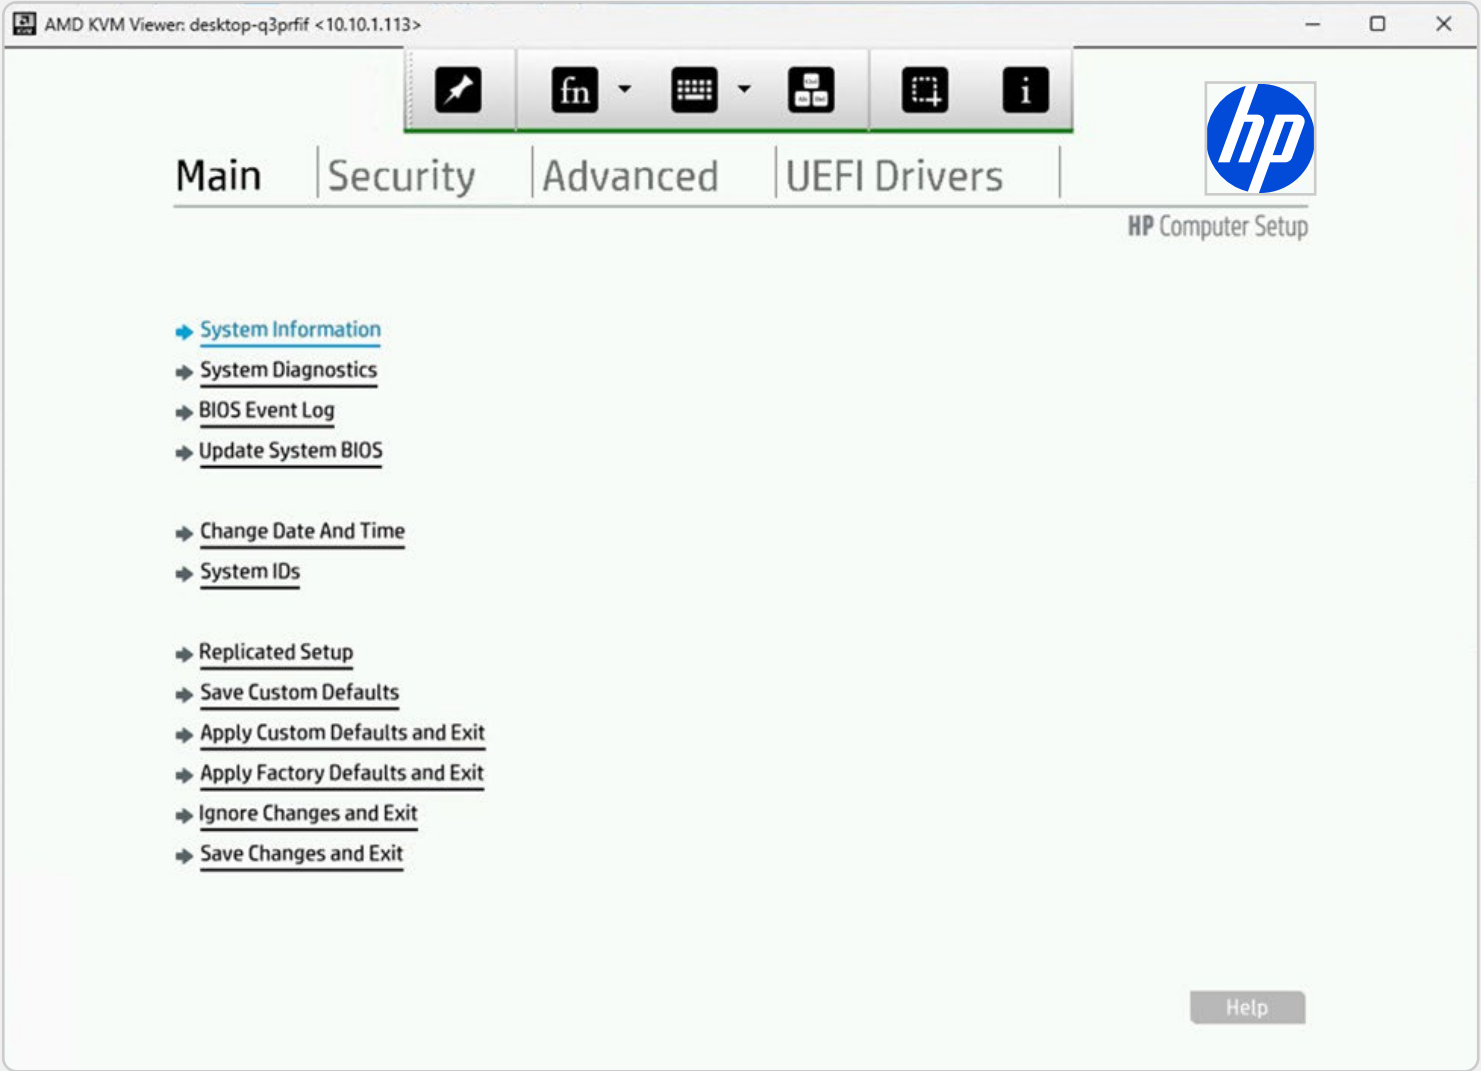 AMD KVM Viewer: desktop-q3prfif <10.10.1.113>
fn
i
hp
Main
Security
Advanced
UEFI Drivers
HP Computer Setup
System Information
System Diagnostics
BIOS Event Log
Update System BIOS
Change Date And Time
System IDs
Replicated Setup
Save Custom Defaults
Apply Custom Defaults and Exit
Apply Factory Defaults and Exit
Ignore Changes and Exit
Save Changes and Exit
Help